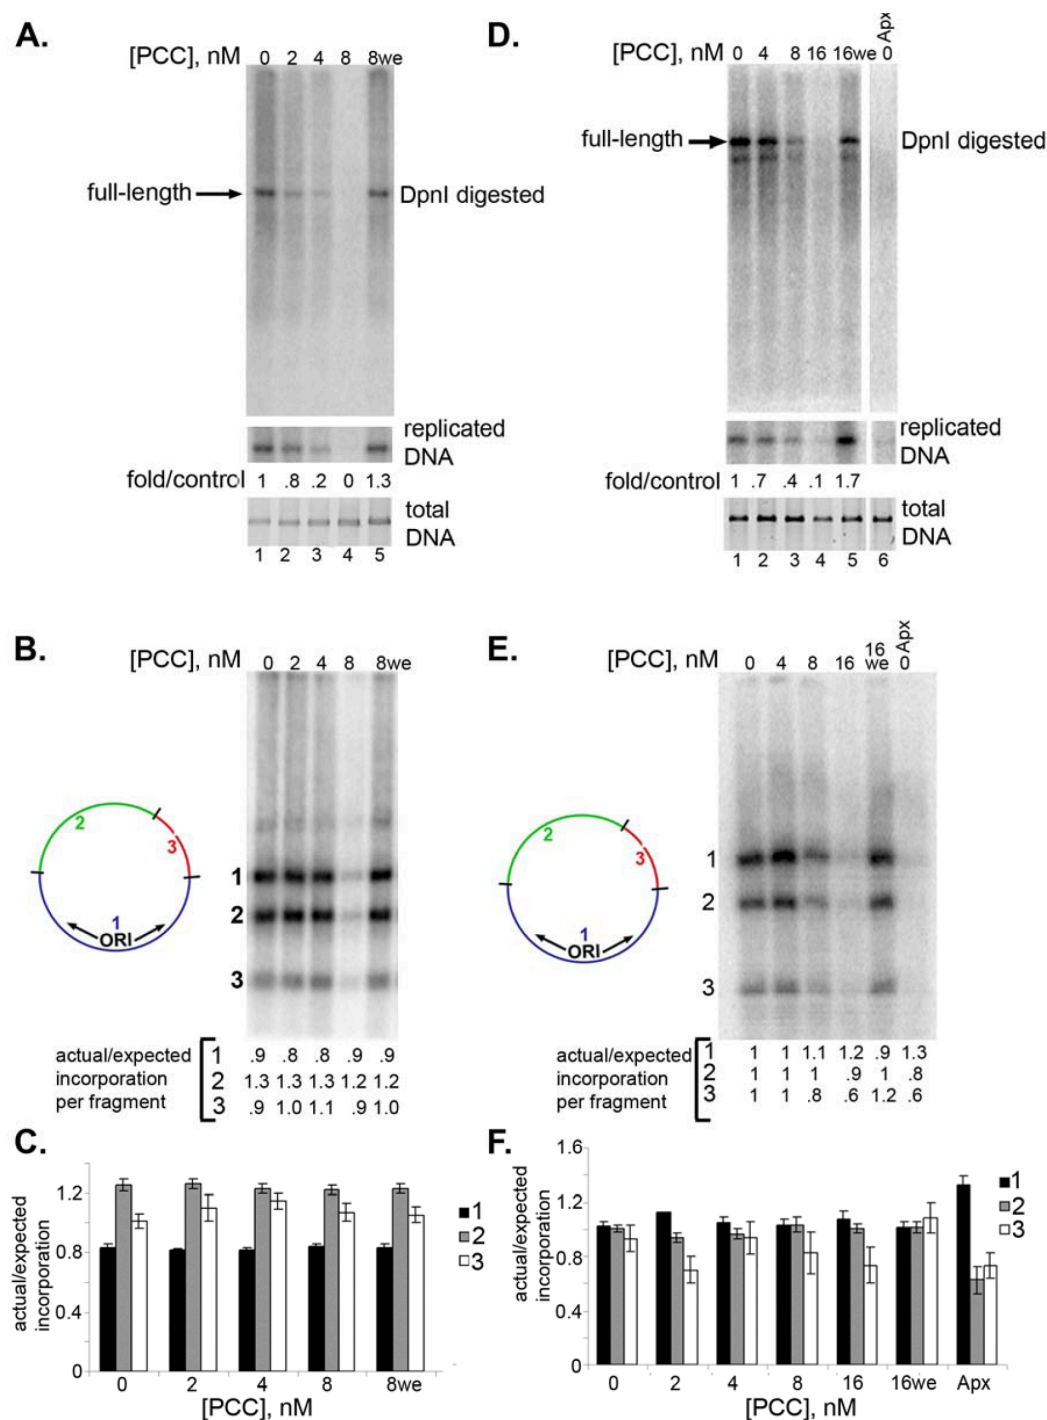 A.
[PCC], nM 0 2 4 8 8we
full-length
DpnI digested
replicated
DNA
fold/control 1 .8 .2 0 1.3
total
DNA
1 2 3 4 5
D.
[PCC], nM 0 4 8 16 16we 0 Apx
full-length
DpnI digested
replicated
DNA
fold/control 1 .7 .4 .1 1.7
total
DNA
1 2 3 4 5 6
B.
[PCC], nM 0 2 4 8 8we
2
3
1
ORI
1
2
3
actual/expected 1 .9 .8 .8 .9 .9
incorporation 2 1.3 1.3 1.3 1.2 1.2
per fragment 3 .9 1.0 1.1 .9 1.0
E.
[PCC], nM 0 4 8 16 16 we 0 Apx
2
3
1
ORI
1
2
3
actual/expected 1 1 1 1.1 1.2 .9 1.3
incorporation 2 1 1 1 .9 1 .8
per fragment 3 1 1 .8 .6 1.2 .6
C.
actual/expected
incorporation
1.2
0.8
0.4
0
1
2
3
0 2 4 8 8we
[PCC], nM
F.
actual/expected
incorporation
1.6
1.2
0.8
0.4
0
1
2
3
0 2 4 8 16 16we Apx
[PCC], nM